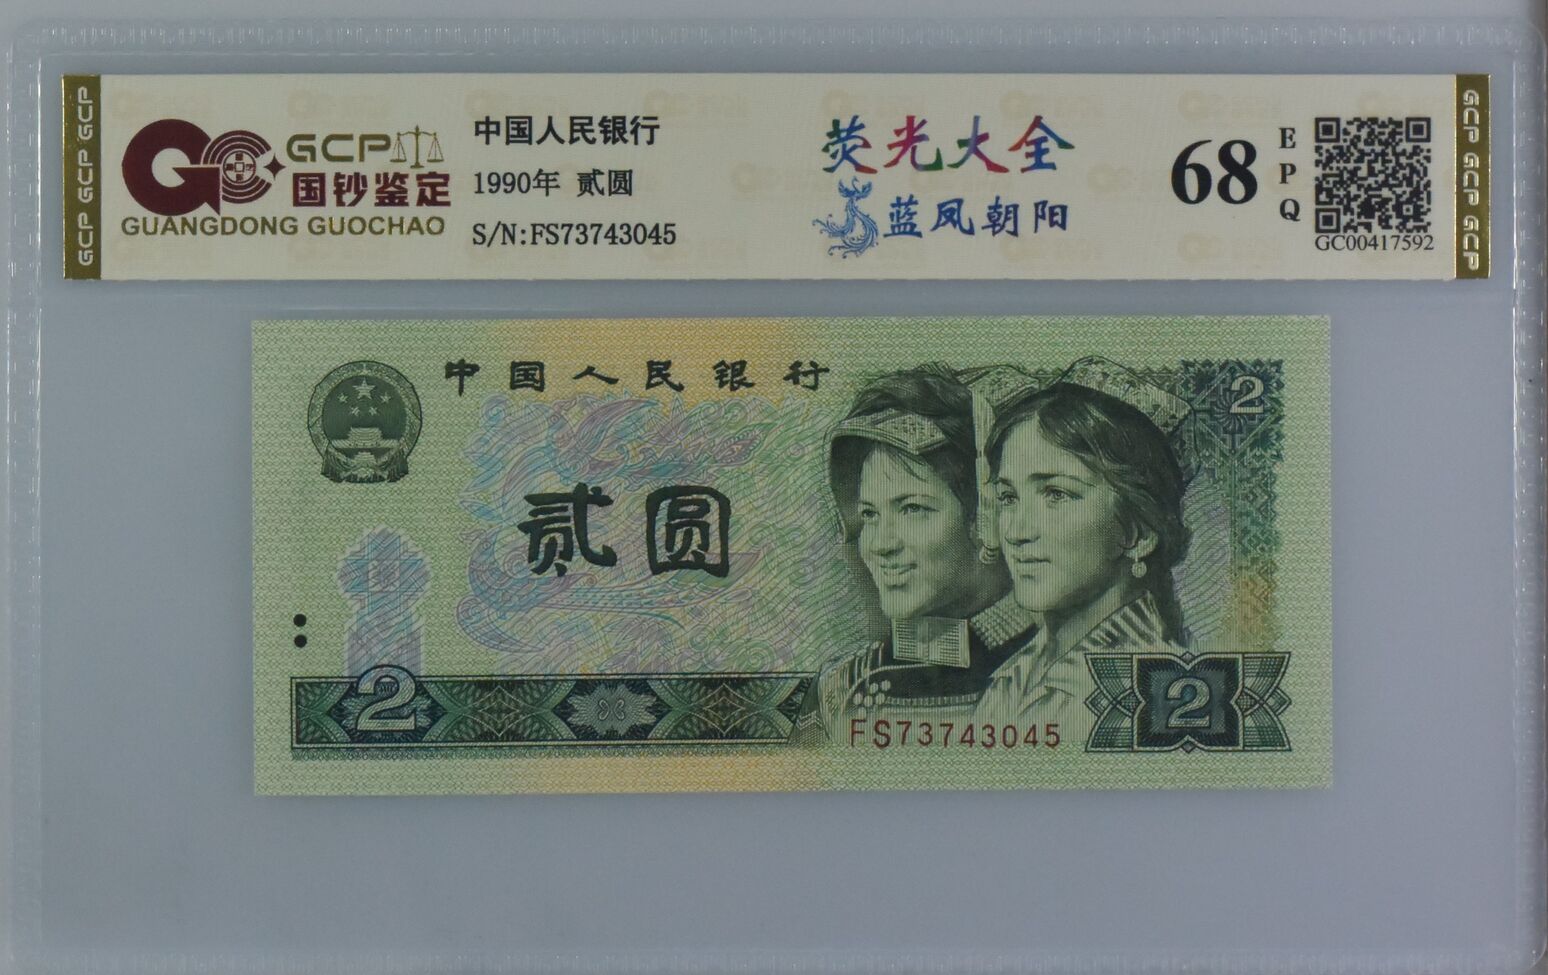 GCP GCP GCP
GCP
国钞鉴定
GUANGDONG GUOCHAO
中国人民银行
1990年 贰圆
S/N:FS73743045
荧光大全
蓝凤朝阳
68
EPQ
GC00417592
GCP GCP GCP
中国人民银行
2
贰圆
2
FS73743045
2